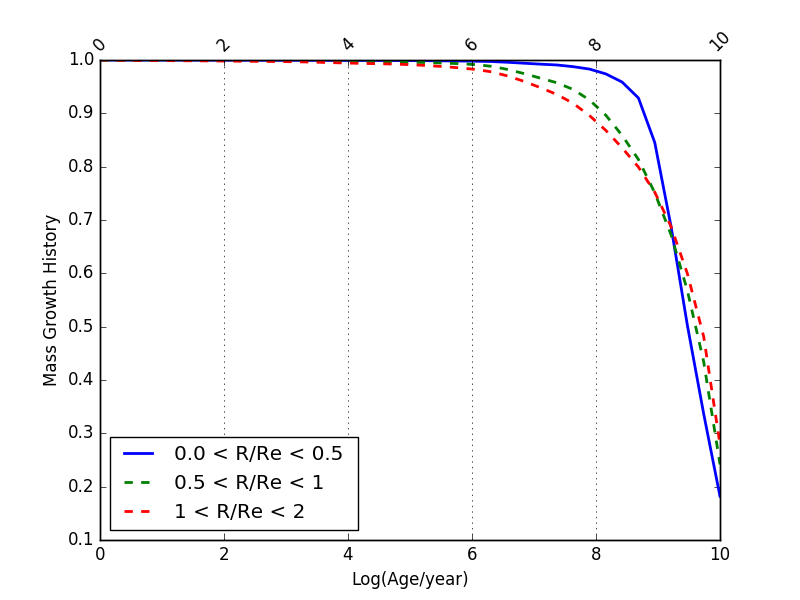 0 2 4 6 8 10
1.0
0.9
0.8
0.7
0.6
0.5
0.4
0.3
0.2
0.1
Mass Growth History
0.0 < R/Re < 0.5
0.5 < R/Re < 1
1 < R/Re < 2
0 2 4 6 8 10
Log(Age/year)